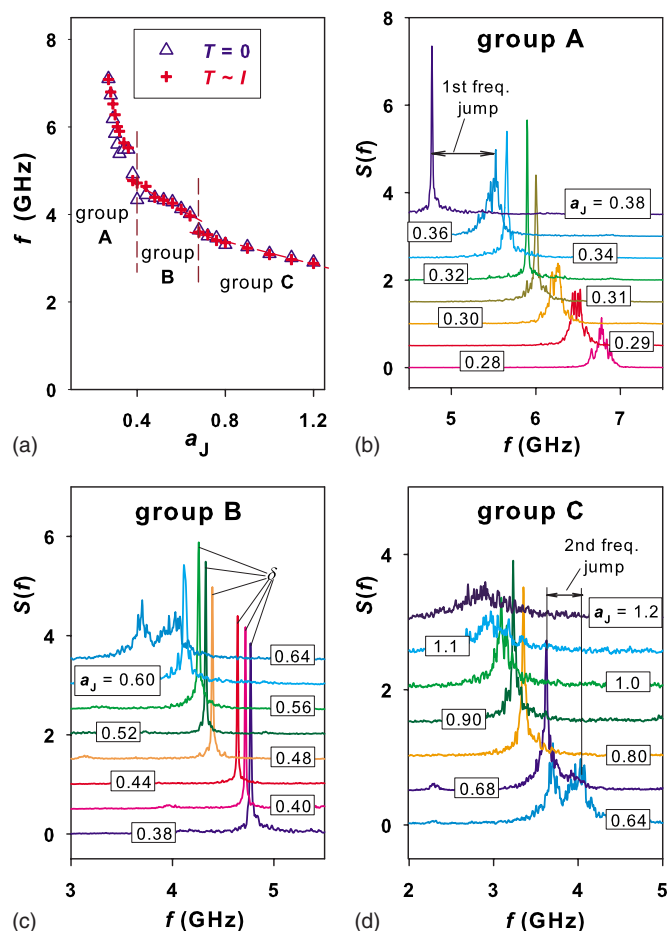 8
6
4
2
0
f (GHz)
T = 0
T ~ I
group
A
group
B
group C
0.4
0.8
1.2
aJ
(a)
group A
8
6
4
2
0
S(f)
1st freq.
jump
aJ = 0.38
0.36
0.34
0.32
0.31
0.30
0.29
0.28
5
6
7
f (GHz)
(b)
group B
6
4
2
0
S(f)
δ
0.64
aJ = 0.60
0.56
0.52
0.48
0.44
0.40
0.38
3
4
5
f (GHz)
(c)
group C
4
2
0
S(f)
2nd freq.
jump
aJ = 1.2
1.1
1.0
0.90
0.80
0.68
0.64
2
3
4
5
f (GHz)
(d)